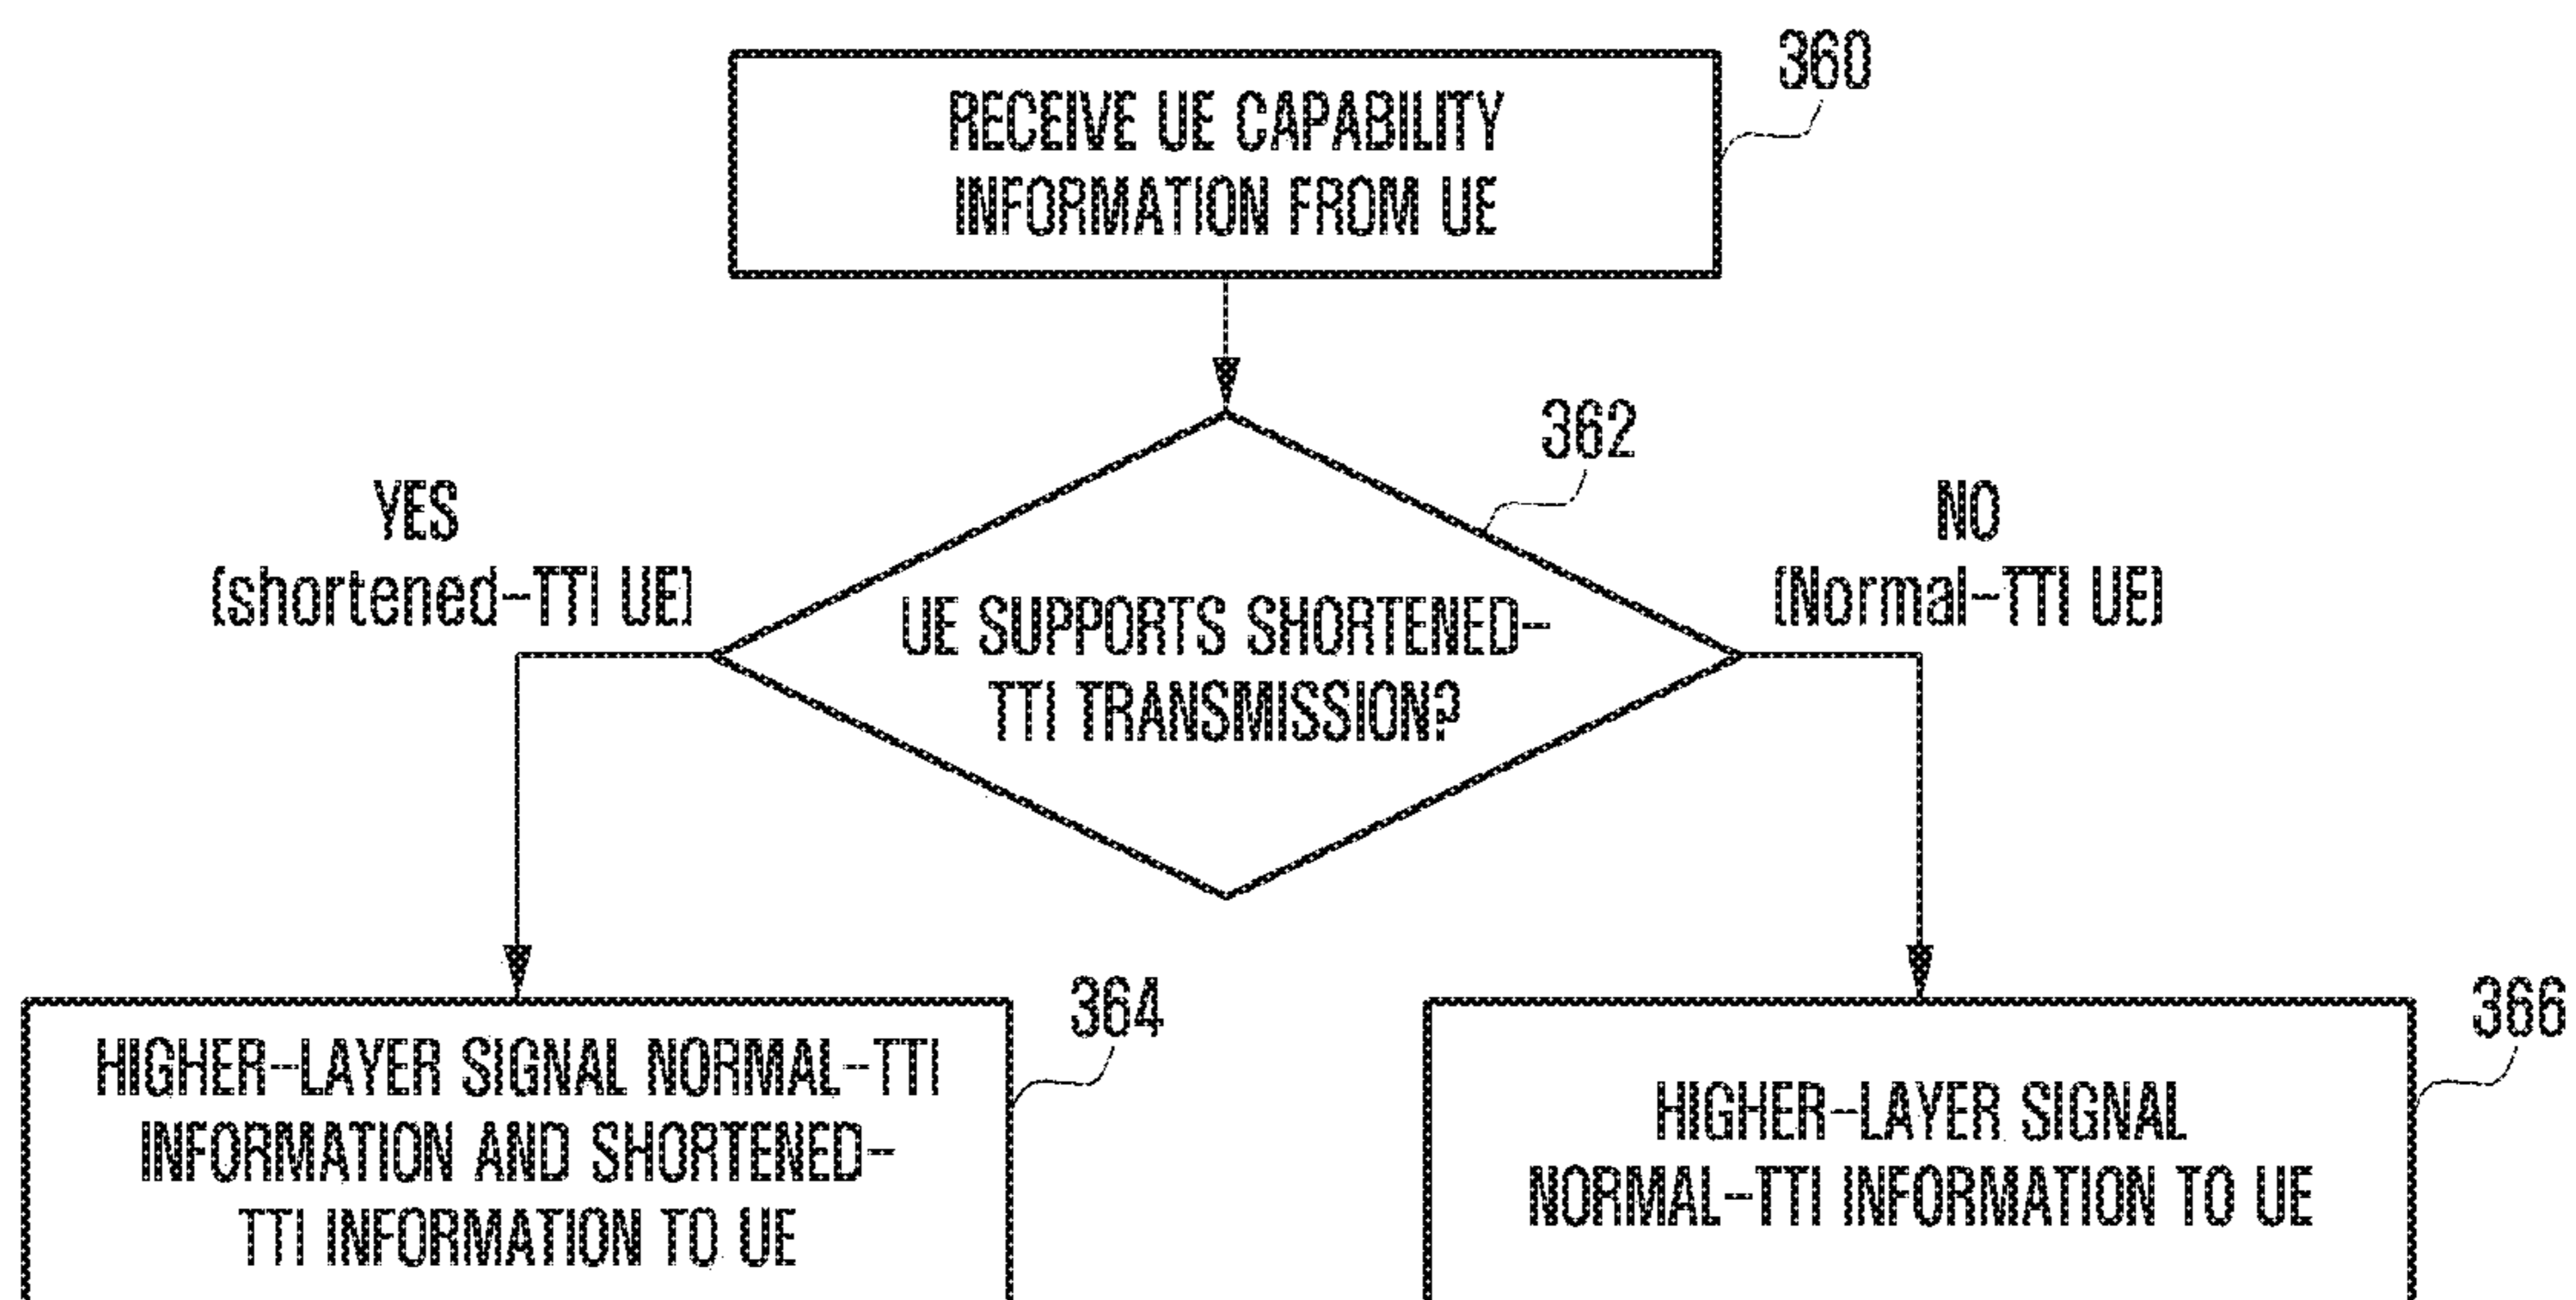 360
RECEIVE UE CAPABILITY
INFORMATION FROM UE
362
YES
(shortened-TTI UE)
NO
(Normal-TTI UE)
UE SUPPORTS SHORTENED-
TTI TRANSMISSION?
364
HIGHER-LAYER SIGNAL NORMAL-TTI
INFORMATION AND SHORTENED-
TTI INFORMATION TO UE
366
HIGHER-LAYER SIGNAL
NORMAL-TTI INFORMATION TO UE